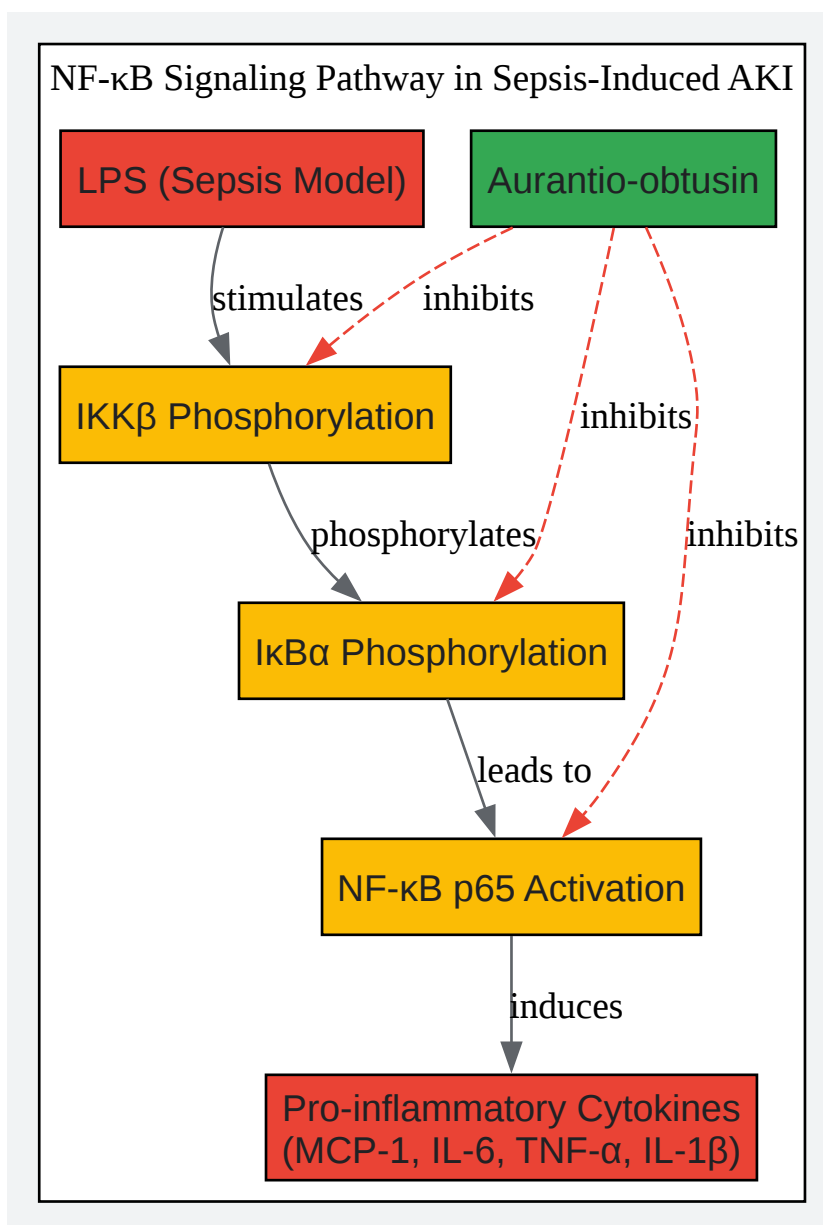 NF-κB Signaling Pathway in Sepsis-Induced AKI
LPS (Sepsis Model)
Aurantio-obtusin
stimulates
inhibits
IKKβ Phosphorylation
inhibits
phosphorylates
inhibits
IκBα Phosphorylation
leads to
NF-κB p65 Activation
induces
Pro-inflammatory Cytokines
(MCP-1, IL-6, TNF-α, IL-1β)